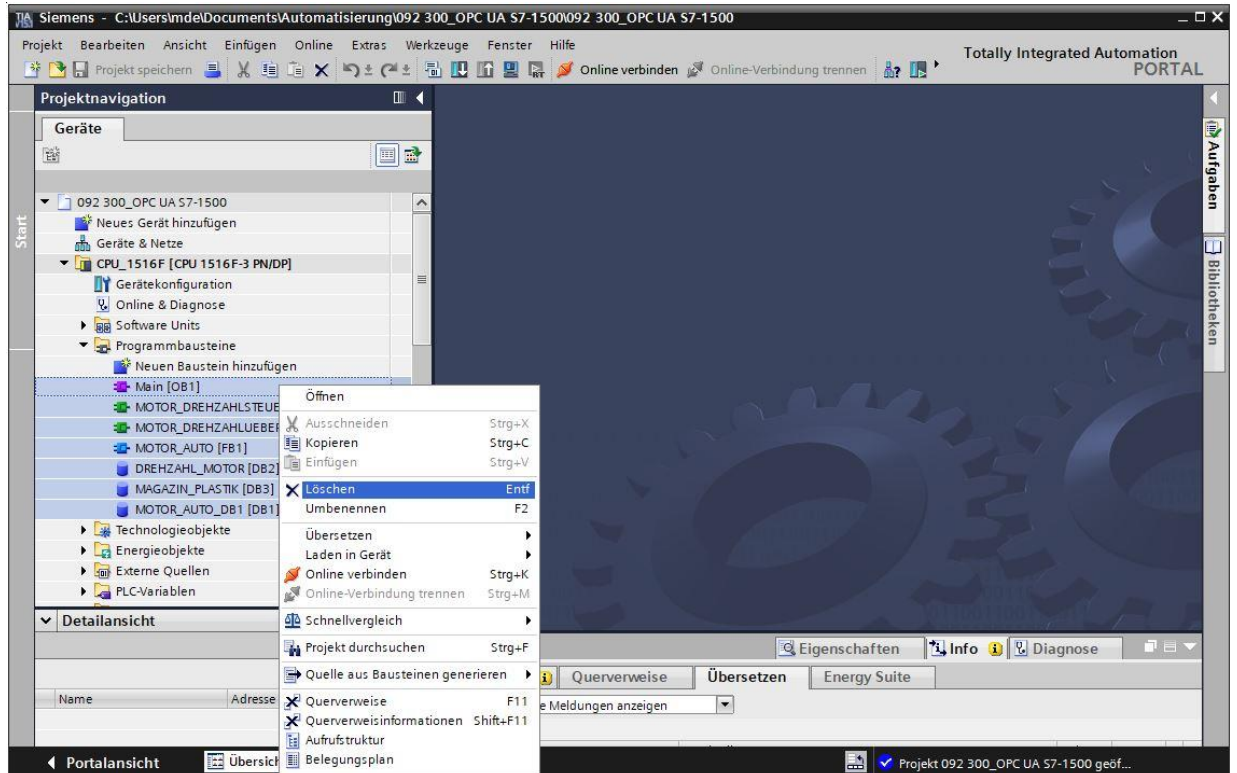 Siemens - C:\Users\mde\Documents\Automatisierung\092 300_OPC UA S7-1500\092 300_OPC UA S7-1500
Projekt Bearbeiten Ansicht Einfügen Online Extras Werkzeuge Fenster Hilfe
Totally Integrated Automation
PORTAL
Projekt speichern Online verbinden Online-Verbindung trennen
Projektnavigation
Geräte
Start
092 300_OPC UA S7-1500
Neues Gerät hinzufügen
Geräte & Netze
CPU_1516F [CPU 1516F-3 PN/DP]
Gerätekonfiguration
Online & Diagnose
Software Units
Programmbausteine
Neuen Baustein hinzufügen
Main [OB1]
MOTOR_DREHZAHLSTEUE
MOTOR_DREHZAHLUEBER
MOTOR_AUTO [FB1]
DREHZAHL_MOTOR [DB2]
MAGAZIN_PLASTIK [DB3]
MOTOR_AUTO_DB1 [DB1]
Technologieobjekte
Energieobjekte
Externe Quellen
PLC-Variablen
Detailansicht
Name Adresse
Öffnen
Ausschneiden Strg+X
Kopieren Strg+C
Einfügen Strg+V
Löschen Entf
Umbenennen F2
Übersetzen
Laden in Gerät
Online verbinden Strg+K
Online-Verbindung trennen Strg+M
Schnellvergleich
Projekt durchsuchen Strg+F
Quelle aus Bausteinen generieren
Querverweise F11
Querverweisinformationen Shift+F11
Aufrufstruktur
Belegungsplan
Eigenschaften Info Diagnose
Querverweise Übersetzen Energy Suite
e Meldungen anzeigen
Aufgaben
Bibliotheken
Portalansicht Übersich
Projekt 092 300_OPC UA S7-1500 geöf...